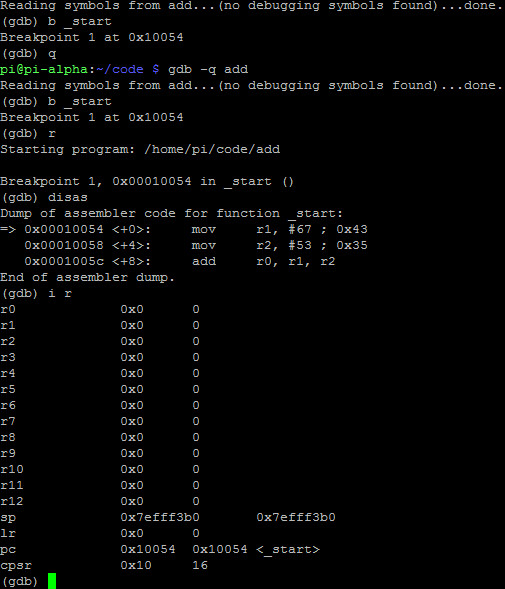 Reading symbols from add...(no debugging symbols found)...done.
(gdb) b _start
Breakpoint 1 at 0x10054
(gdb) q
pi@pi-alpha:~/code $ gdb -q add
Reading symbols from add...(no debugging symbols found)...done.
(gdb) b _start
Breakpoint 1 at 0x10054
(gdb) r
Starting program: /home/pi/code/add
Breakpoint 1, 0x00010054 in _start ()
(gdb) disas
Dump of assembler code for function _start:
=> 0x00010054 <+0>: mov r1, #67 ; 0x43
0x00010058 <+4>: mov r2, #53 ; 0x35
0x0001005c <+8>: add r0, r1, r2
End of assembler dump.
(gdb) i r
r0 0x0 0
r1 0x0 0
r2 0x0 0
r3 0x0 0
r4 0x0 0
r5 0x0 0
r6 0x0 0
r7 0x0 0
r8 0x0 0
r9 0x0 0
r10 0x0 0
r11 0x0 0
r12 0x0 0
sp 0x7efff3b0 0x7efff3b0
lr 0x0 0
pc 0x10054 0x10054 <_start>
cpsr 0x10 16
(gdb)